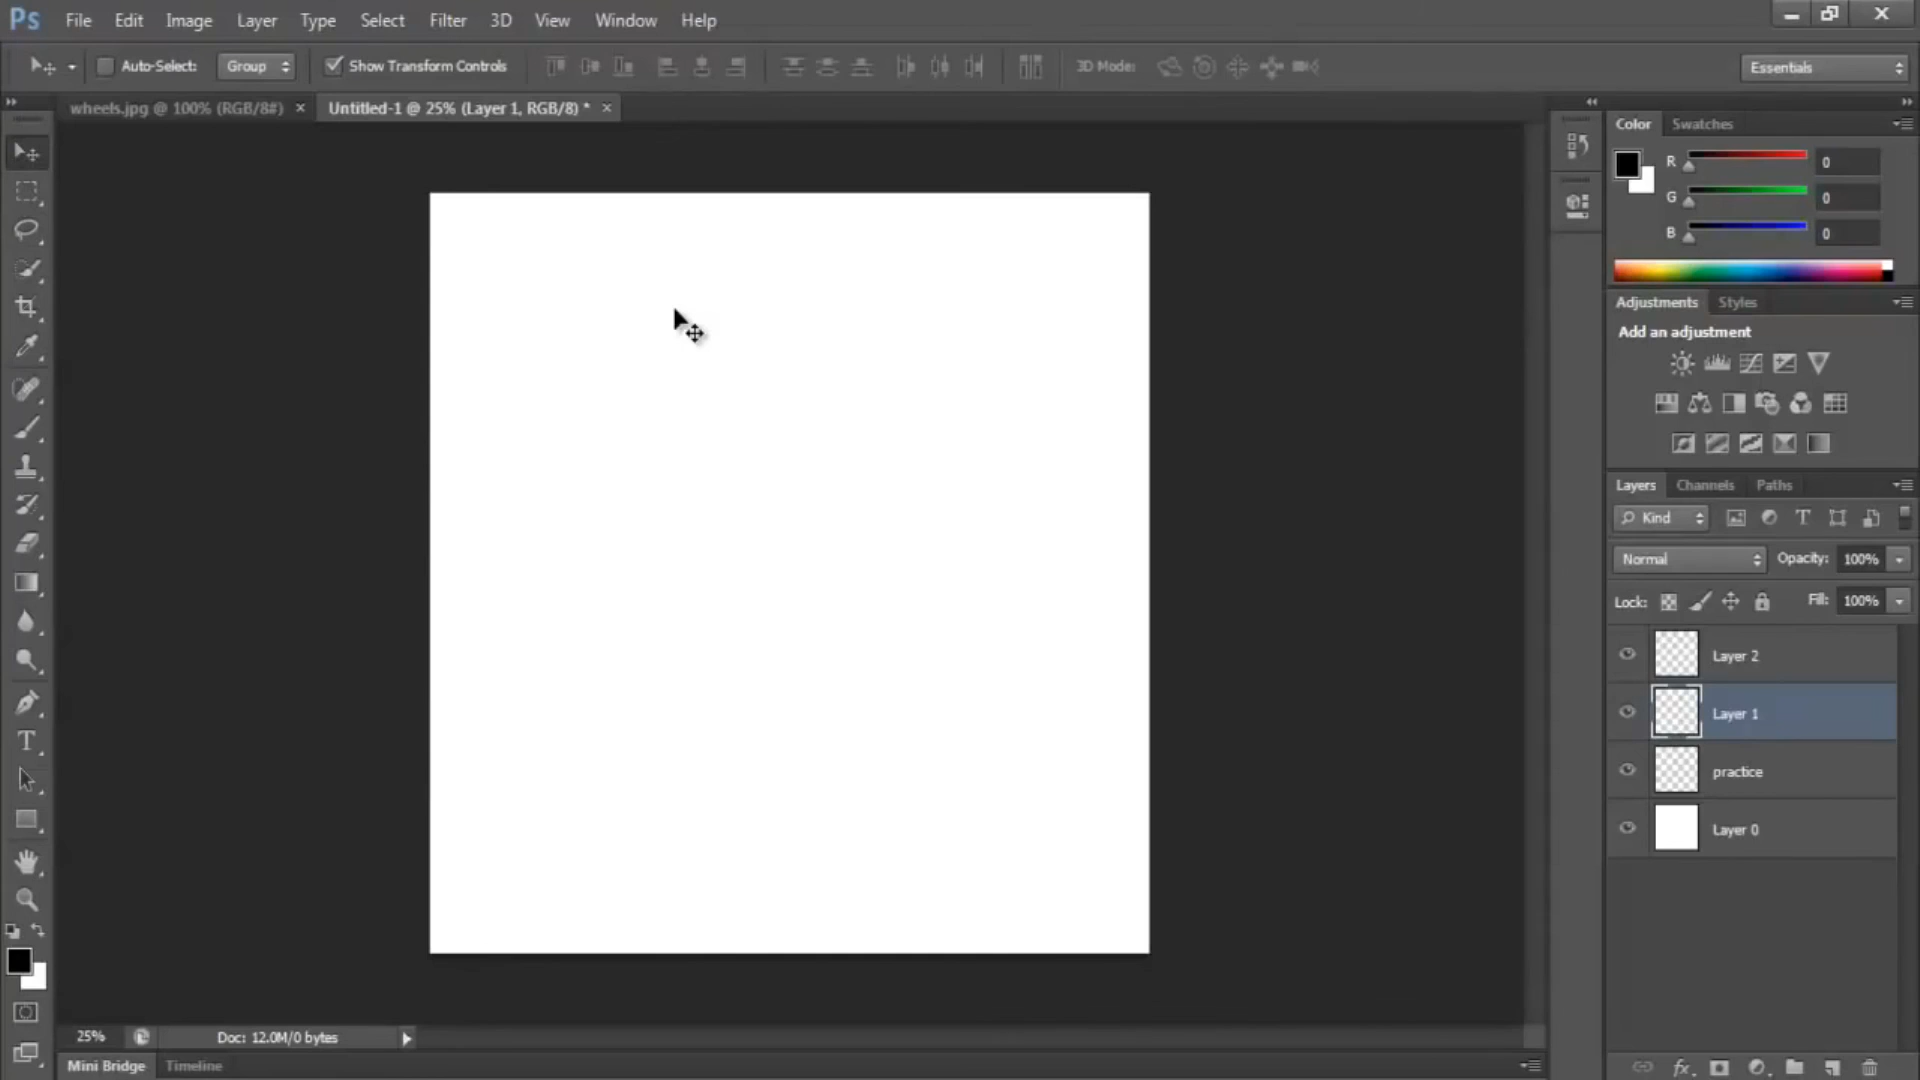 Ps File Edit Image Layer Type Select Filter 3D View Window Help
Auto-Select: Group Show Transform Controls 3D Mode: Essentials
wheels.jpg @ 100% (RGB/8#) × Untitled-1 @ 25% (Layer 1, RGB/8) * ×
Color Swatches
R 0
G 0
B 0
Adjustments Styles
Add an adjustment
Layers Channels Paths
Kind T
Normal Opacity: 100%
Lock: Fill: 100%
Layer 2
Layer 1
T
practice
Layer 0
25% Doc: 12.0M/0 bytes
Mini Bridge Timeline fx.